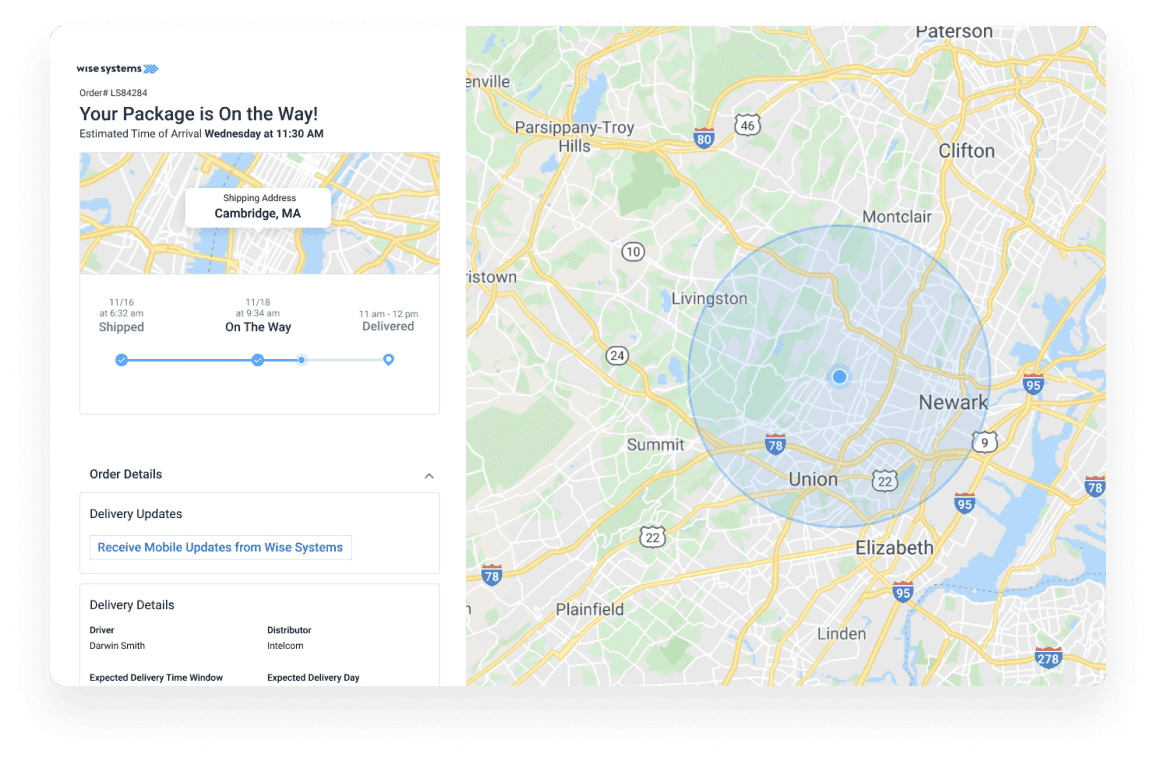 wise systems
Order# LS84284
Your Package is On the Way!
Estimated Time of Arrival Wednesday at 11:30 AM
Shipping Address
Cambridge, MA
11/16
at 6:32 am
Shipped
11/18
at 9:34 am
On The Way
11 am - 12 pm
Delivered
Order Details
Delivery Updates
Receive Mobile Updates from Wise Systems
Delivery Details
Driver
Darwin Smith
Distributor
Intelcom
Expected Delivery Time Window
Expected Delivery Day
Paterson
enville
Parsippany-Troy
Hills
80
46
Clifton
Montclair
10
ristown
Livingston
24
95
Newark
Summit
78
9
Union
22
78
95
22
Elizabeth
78
95
Plainfield
Linden
278